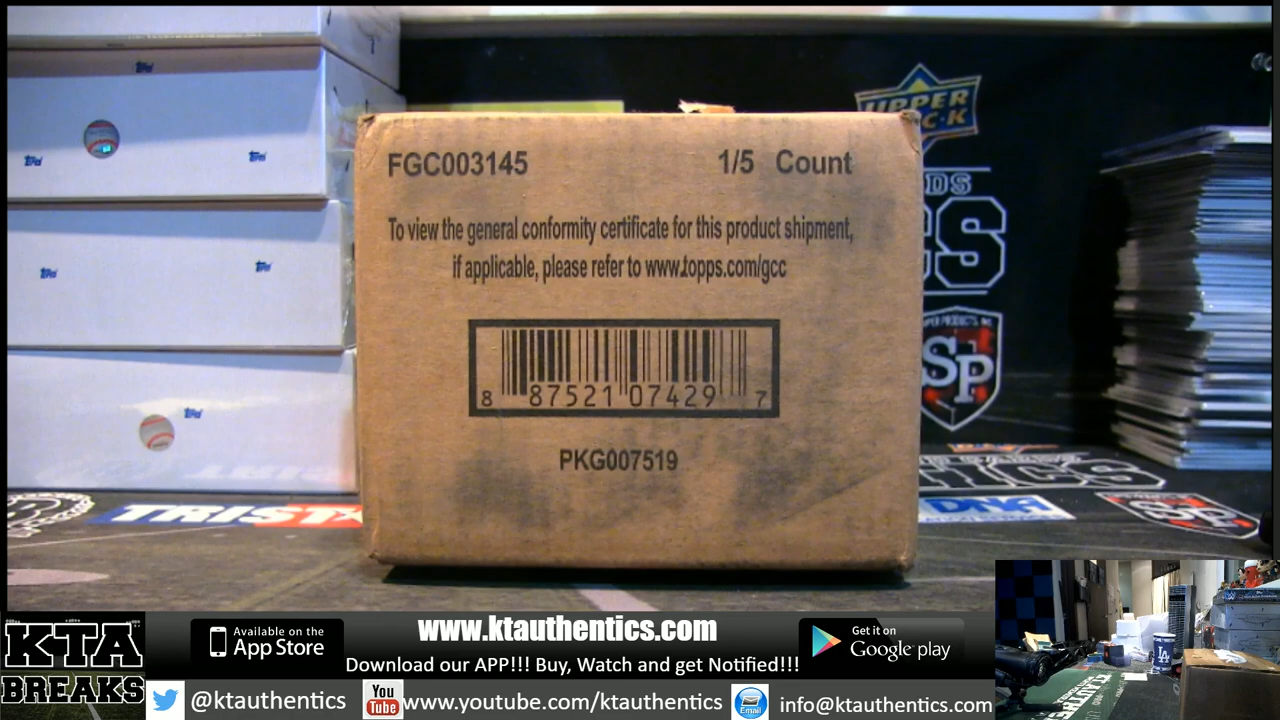 UPPER
FGC003145 1/5 Count
To view the general conformity certificate for this product shipment,
if applicable, please refer to www.topps.com/gcc
8 87521 07429 7
PKG007519
SP
TRIST
DNA
KTA
BREAKS
Available on the
App Store
www.ktauthentics.com
Download our APP!!! Buy, Watch and get Notified!!!
Get it on
Google play
@ktauthentics
You
Tube
www.youtube.com/ktauthentics
Email
info@ktauthentics.com